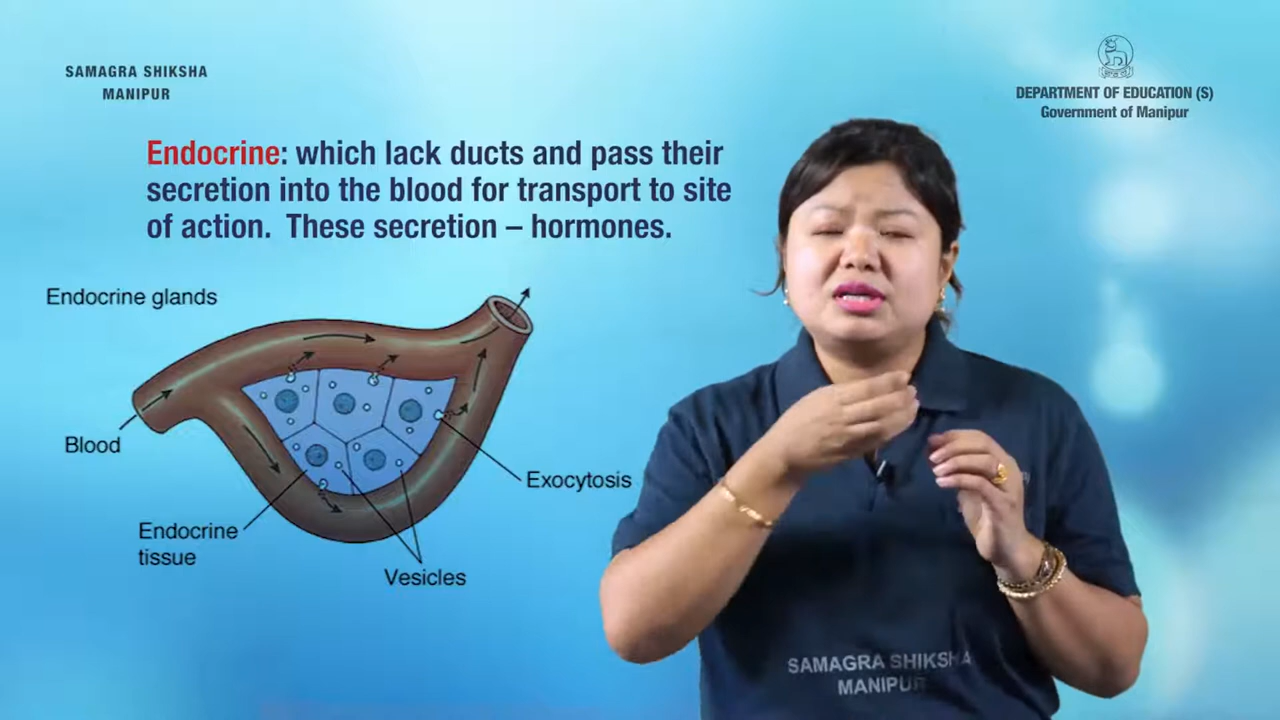 SAMAGRA SHIKSHA
MANIPUR
DEPARTMENT OF EDUCATION (S)
Government of Manipur
Endocrine: which lack ducts and pass their
secretion into the blood for transport to site
of action. These secretion – hormones.
Endocrine glands
Blood
Exocytosis
Endocrine
tissue
Vesicles
SAMAGRA SHIKSHA
MANIPUR